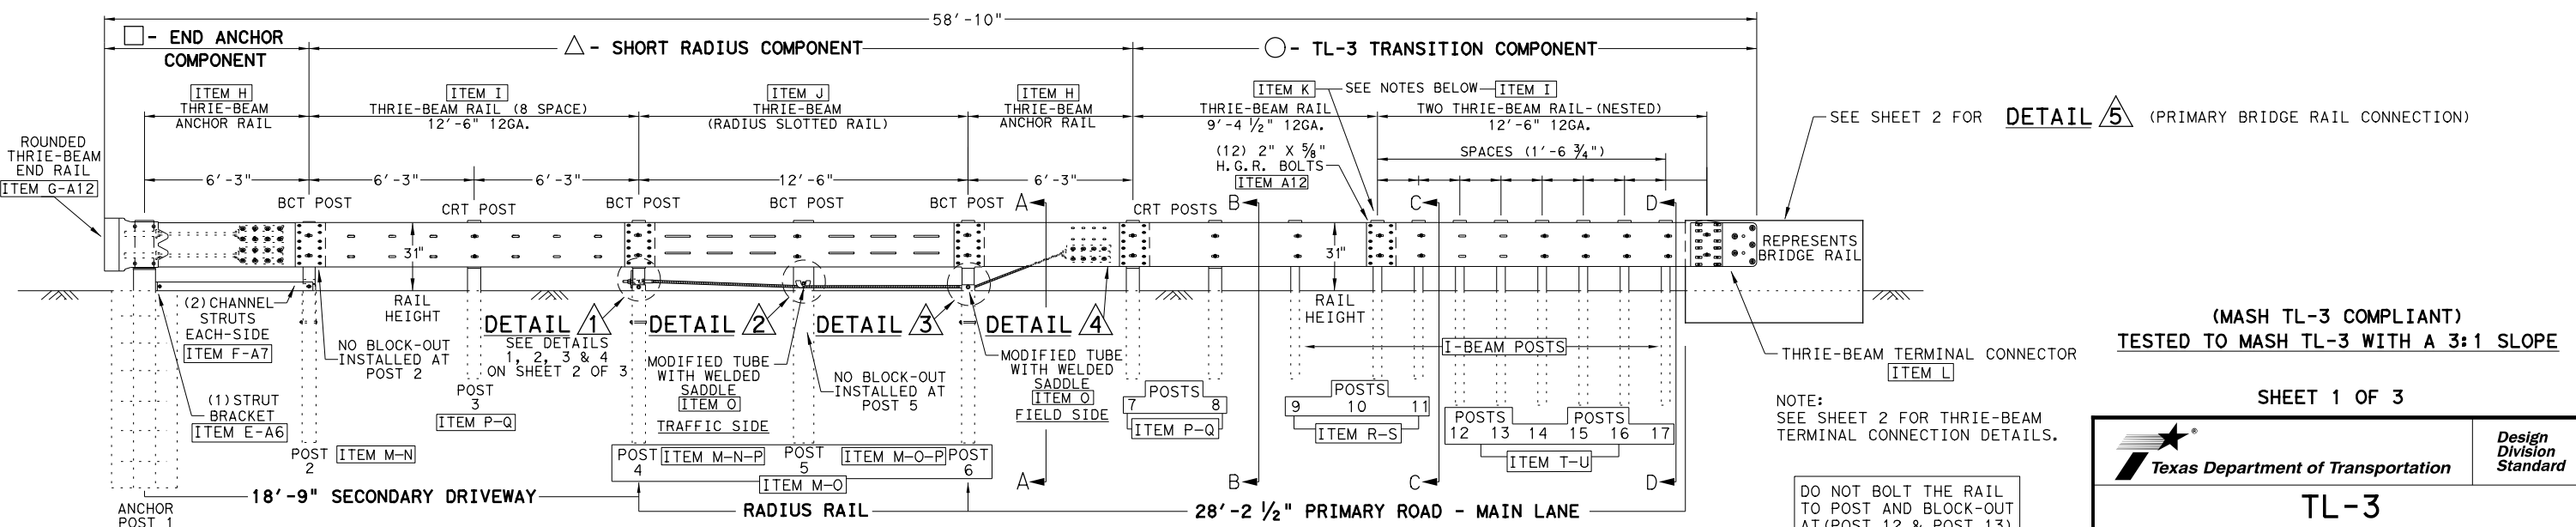 58'-10"
□- END ANCHOR
COMPONENT
△- SHORT RADIUS COMPONENT
○- TL-3 TRANSITION COMPONENT
ITEM H
THRIE-BEAM
ANCHOR RAIL
ITEM I
THRIE-BEAM RAIL (8 SPACE)
12'-6" 12GA.
ITEM J
THRIE-BEAM
(RADIUS SLOTTED RAIL)
ITEM H
THRIE-BEAM
ANCHOR RAIL
ITEM K
SEE NOTES BELOW
ITEM I
THRIE-BEAM RAIL
9'-4 1/2" 12GA.
TWO THRIE-BEAM RAIL-(NESTED)
12'-6" 12GA.
SEE SHEET 2 FOR DETAIL 5 (PRIMARY BRIDGE RAIL CONNECTION)
ROUNDED
THRIE-BEAM
END RAIL
ITEM G-A12
(12) 2" X 5/8"
H.G.R. BOLTS
ITEM A12
SPACES (1'-6 3/4")
6'-3"
6'-3"
6'-3"
12'-6"
6'-3"
BCT POST
CRT POST
BCT POST
BCT POST
BCT POST
A
CRT POSTS
B
C
D
31"
31"
REPRESENTS
BRIDGE RAIL
RAIL
HEIGHT
RAIL
HEIGHT
(2) CHANNEL
STRUTS
EACH-SIDE
ITEM F-A7
NO BLOCK-OUT
INSTALLED AT
POST 2
DETAIL 1
SEE DETAILS
1, 2, 3 & 4
ON SHEET 2 OF 3
DETAIL 2
DETAIL 3
DETAIL 4
MODIFIED TUBE
WITH WELDED
SADDLE
ITEM O
TRAFFIC SIDE
NO BLOCK-OUT
INSTALLED AT
POST 5
MODIFIED TUBE
WITH WELDED
SADDLE
ITEM O
FIELD SIDE
I-BEAM POSTS
THRIE-BEAM TERMINAL CONNECTOR
ITEM L
(MASH TL-3 COMPLIANT)
TESTED TO MASH TL-3 WITH A 3:1 SLOPE
SHEET 1 OF 3
(1) STRUT
BRACKET
ITEM E-A6
POST
3
ITEM P-Q
POSTS
7 8
ITEM P-Q
POSTS
9 10 11
ITEM R-S
POSTS POSTS
12 13 14 15 16 17
ITEM T-U
NOTE:
SEE SHEET 2 FOR THRIE-BEAM
TERMINAL CONNECTION DETAILS.
POST
2
ITEM M-N
POST
4
ITEM M-N-P
POST
5
ITEM M-O-P
POST
6
ITEM M-O
A
B
C
D
ANCHOR
POST 1
18'-9" SECONDARY DRIVEWAY
RADIUS RAIL
28'-2 1/2" PRIMARY ROAD - MAIN LANE
DO NOT BOLT THE RAIL
TO POST AND BLOCK-OUT
AT (POST 12 & POST 13)
®
Texas Department of Transportation
Design
Division
Standard
TL-3